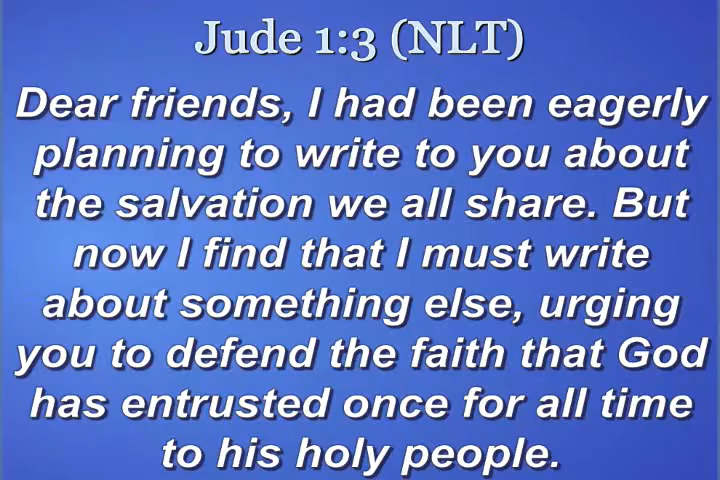 Jude 1:3 (NLT)
Dear friends, I had been eagerly
planning to write to you about
the salvation we all share. But
now I find that I must write
about something else, urging
you to defend the faith that God
has entrusted once for all time
to his holy people.